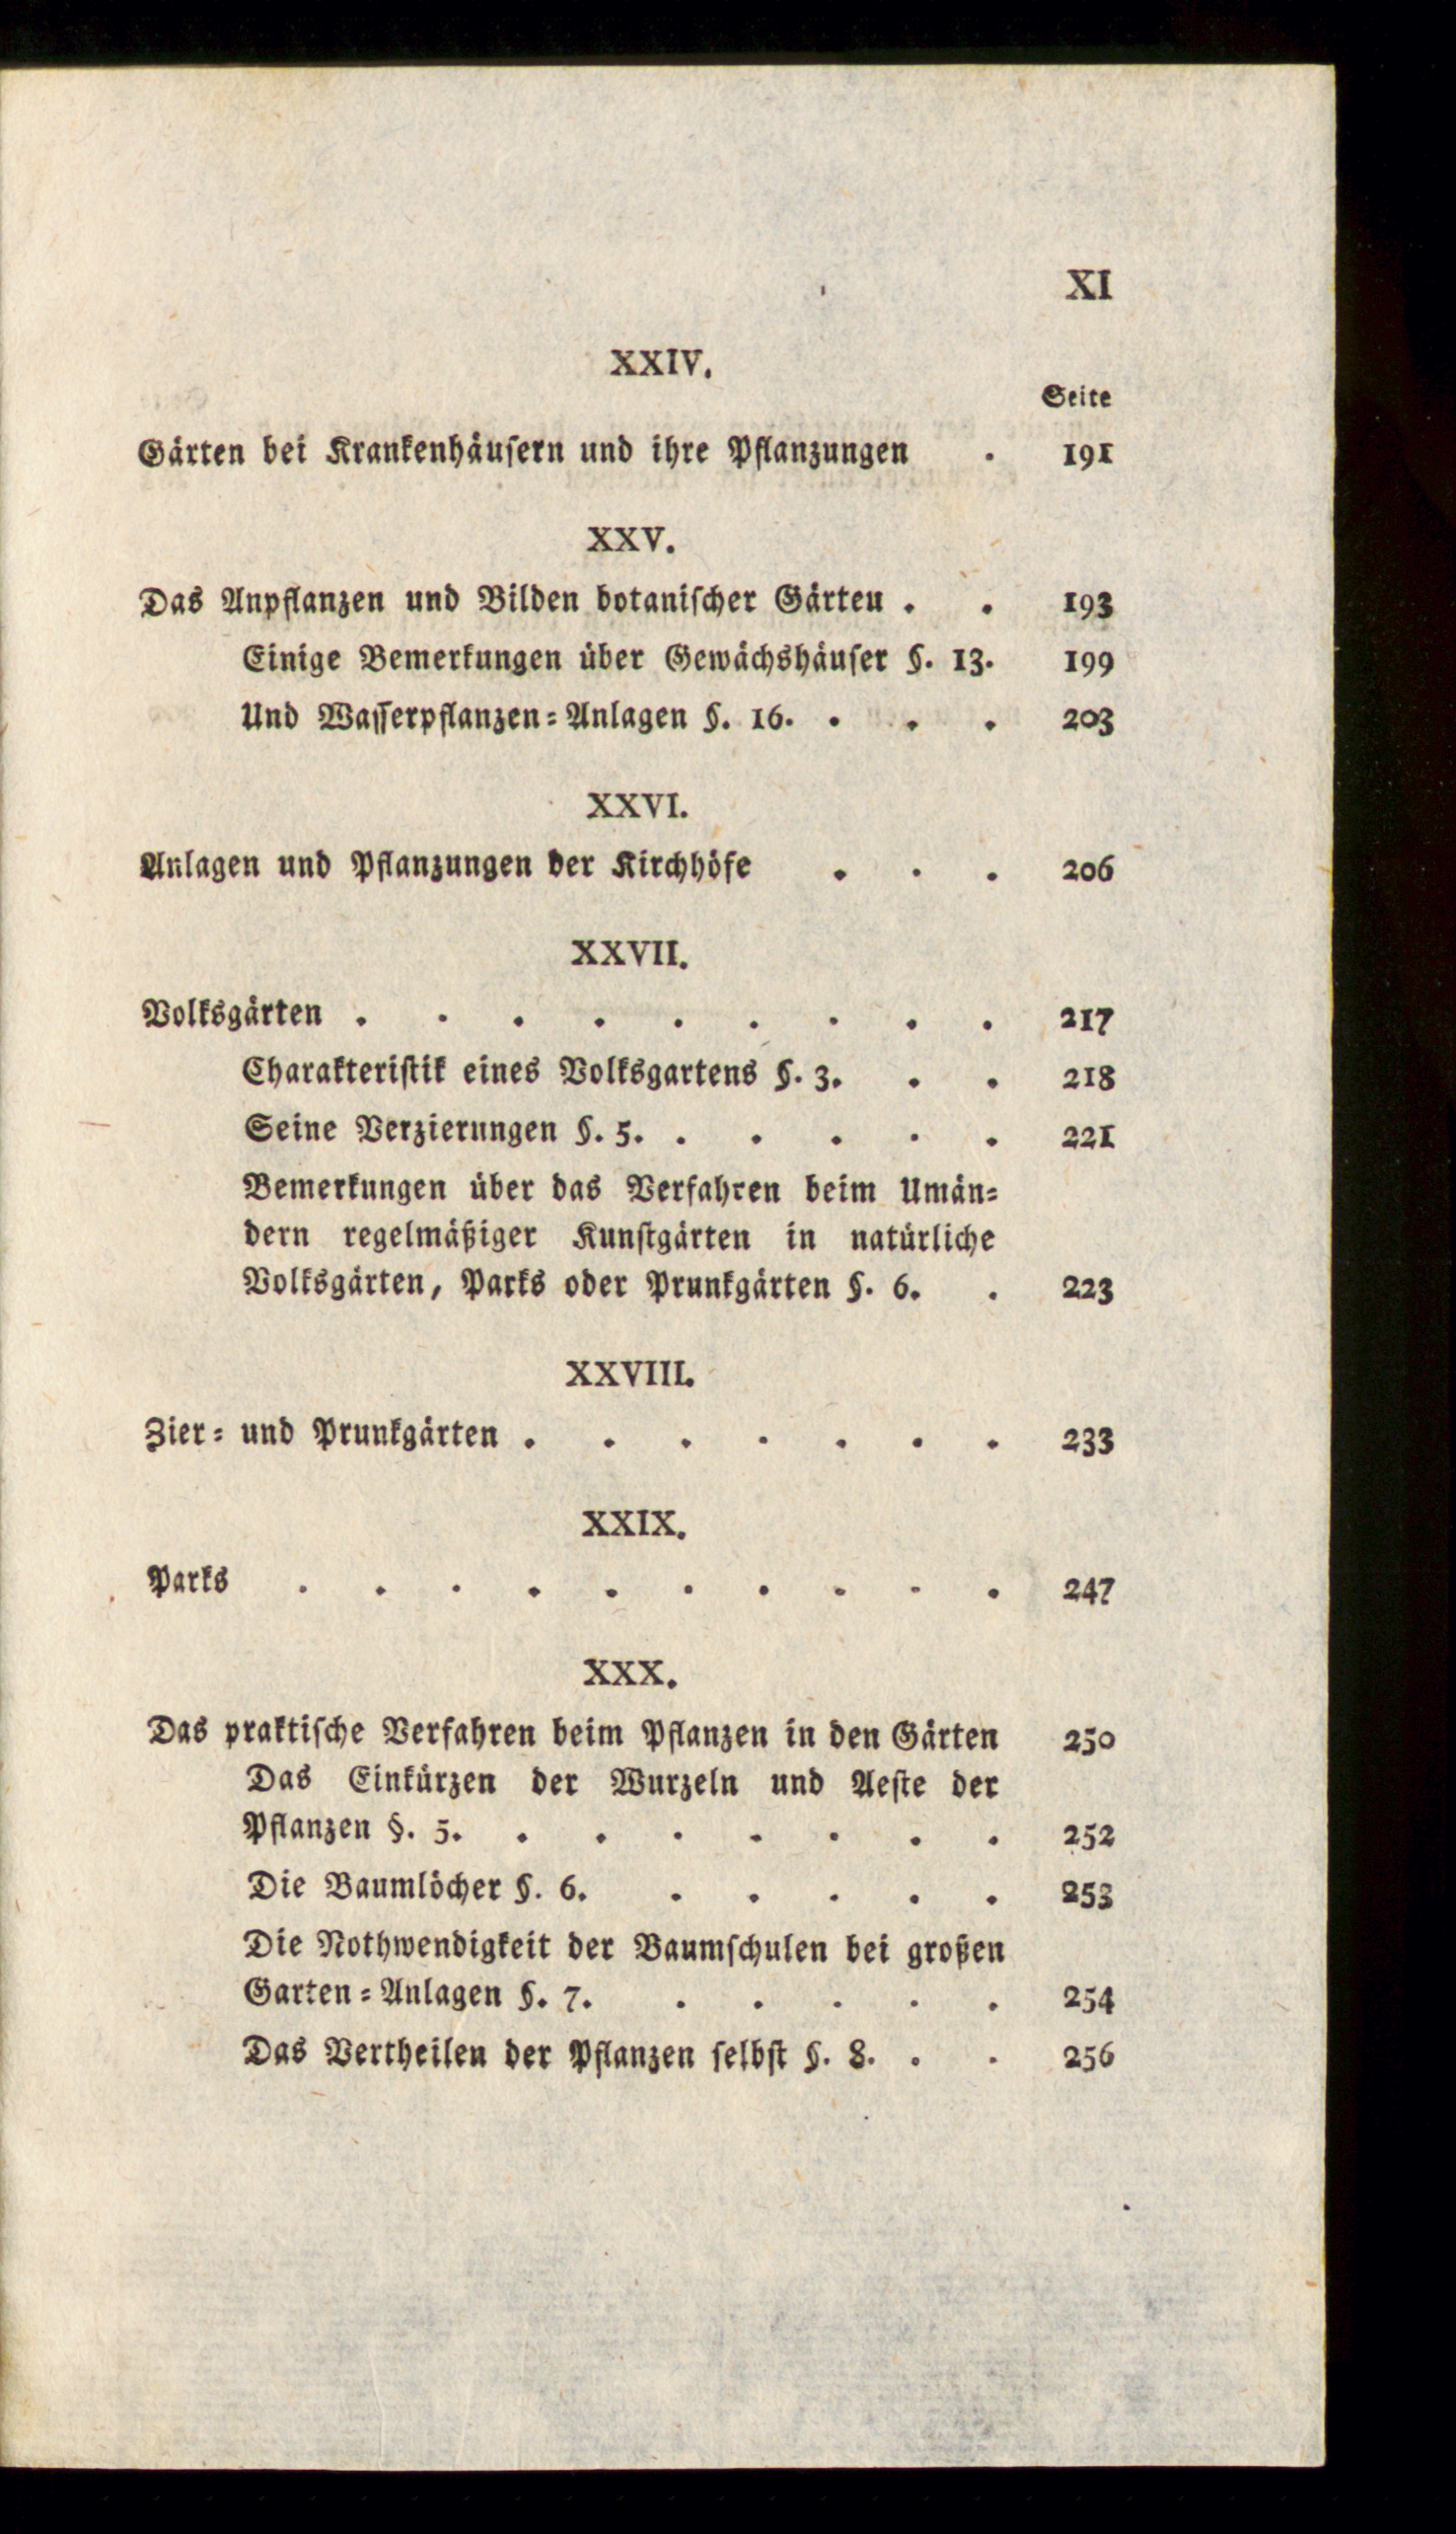 XI
XXIV.
Seite
Gärten bei Krankenhäuſern und ihre Pflanzungen . 191
XXV.
Das Anpflanzen und Bilden botaniſcher Gärten . . 193
Einige Bemerkungen über Gewächshäuſer §. 13. 199
Und Waſſerpflanzen-Anlagen §. 16. . . . 203
XXVI.
Anlagen und Pflanzungen der Kirchhöfe . . . 206
XXVII.
Volksgärten . . . . . . . . . 217
Charakteriſtik eines Volksgartens §. 3. . . 218
Seine Verzierungen §. 5. . . . . . 221
Bemerkungen über das Verfahren beim Umän-
dern regelmäßiger Kunſtgärten in natürliche
Volksgärten, Parks oder Prunkgärten §. 6. . 223
XXVIII.
Zier- und Prunkgärten . . . . . . . 233
XXIX.
Parks . . . . . . . . . . 247
XXX.
Das praktiſche Verfahren beim Pflanzen in den Gärten 250
Das Einkürzen der Wurzeln und Aeſte der
Pflanzen §. 5. . . . . . . . 252
Die Baumlöcher §. 6. . . . . . 253
Die Nothwendigkeit der Baumſchulen bei großen
Garten-Anlagen §. 7. . . . . . 254
Das Vertheilen der Pflanzen ſelbſt §. 8. . . 256